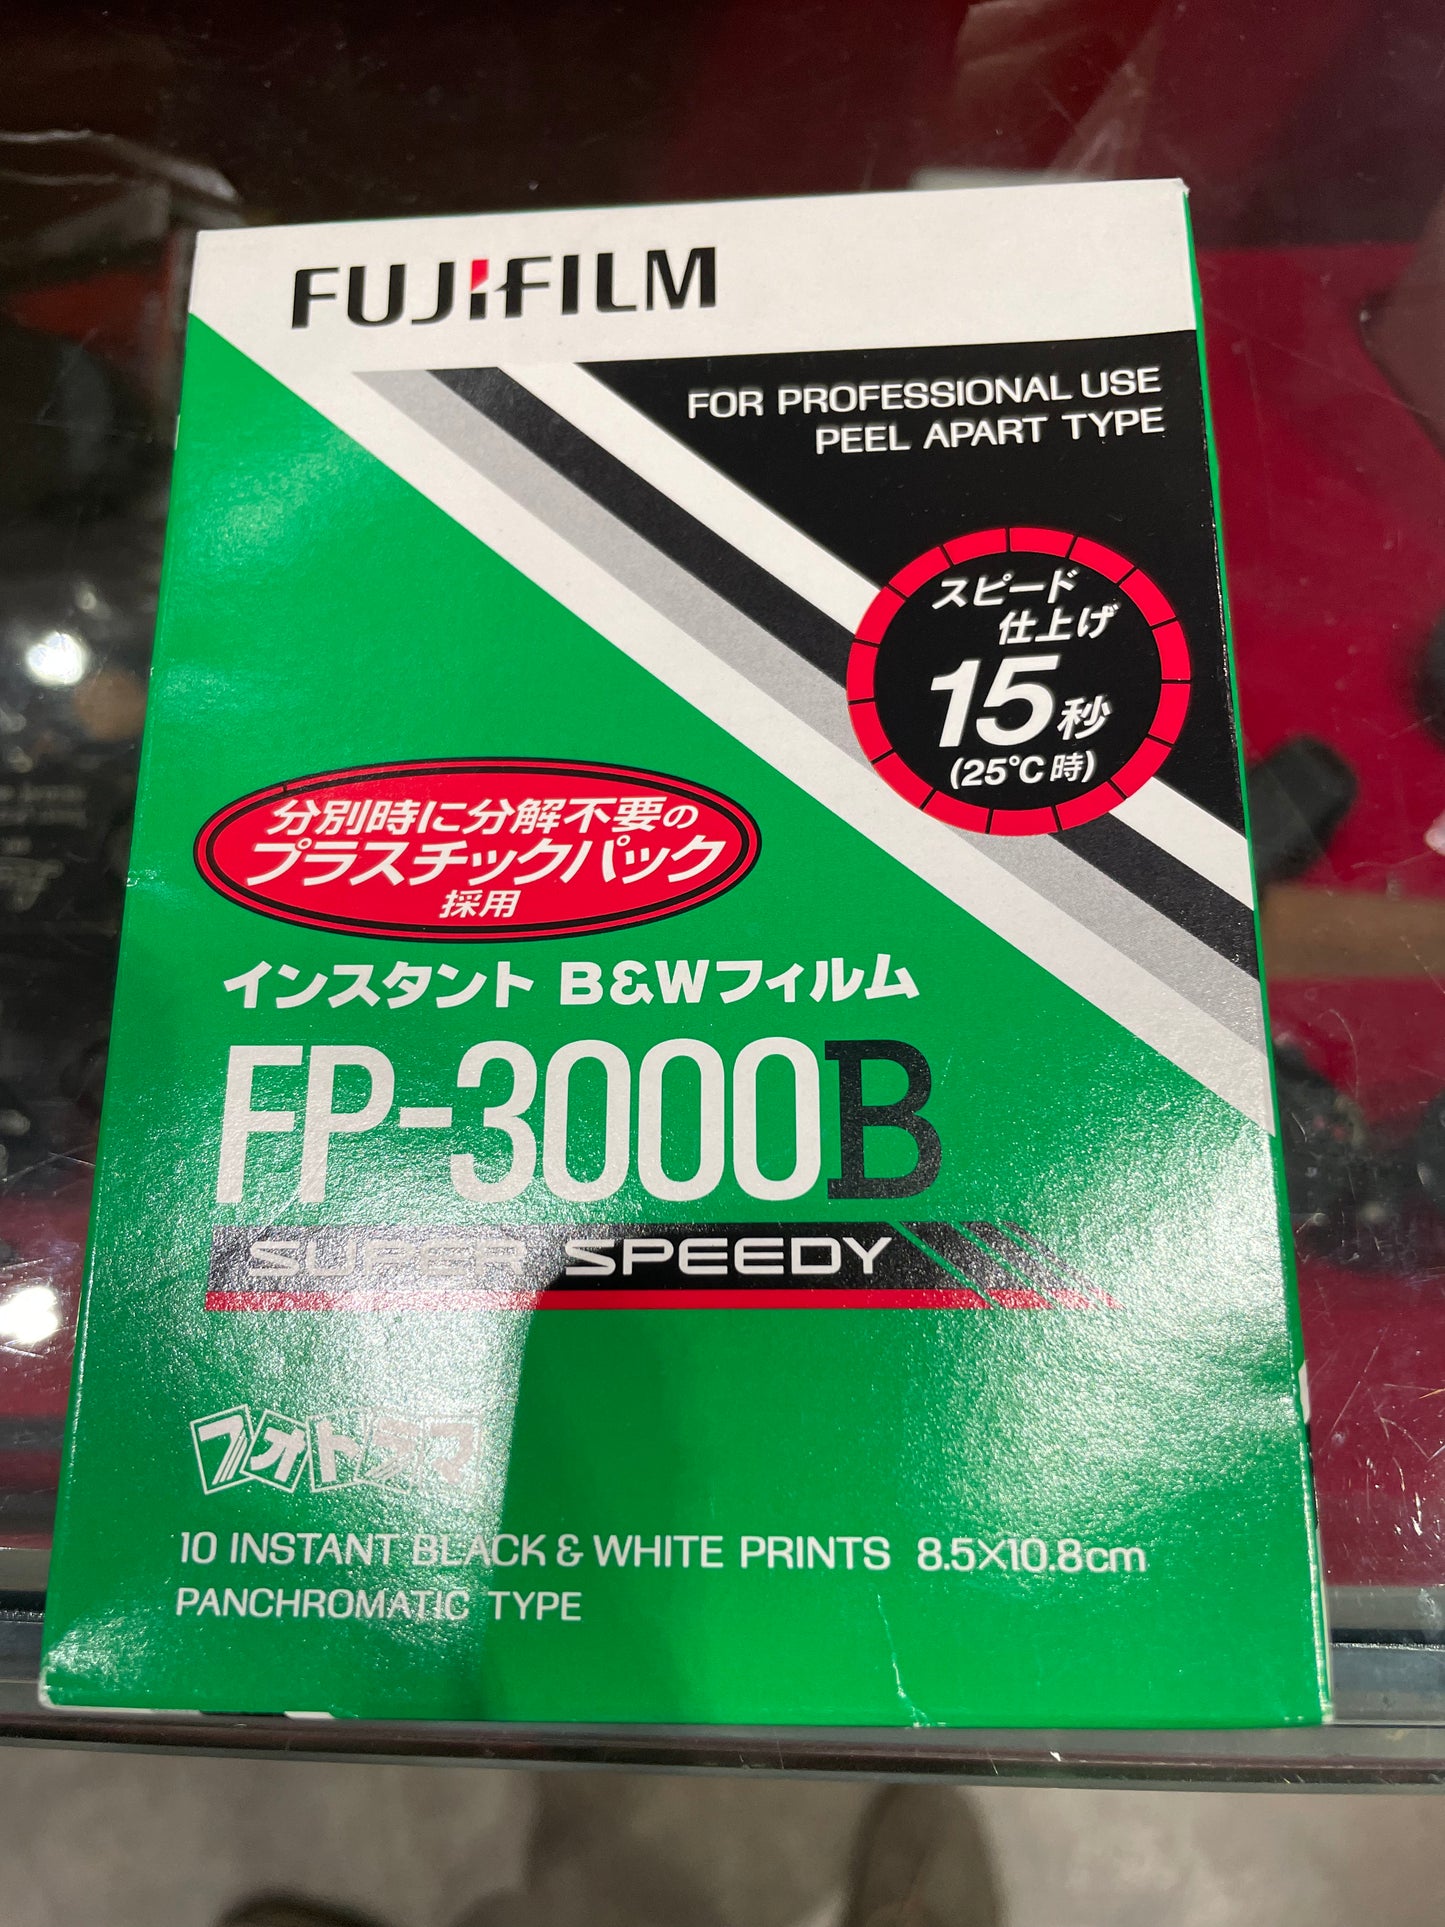 FUJIFILM
FOR PROFESSIONAL USE
PEEL APART TYPE
スピード
仕上げ
15秒
(25℃時)
分別時に分解不要の
プラスチックパック
採用
インスタント B&Wフィルム
FP-3000B
SUPER SPEEDY
フォトラマ
10 INSTANT BLACK & WHITE PRINTS 8.5×10.8cm
PANCHROMATIC TYPE